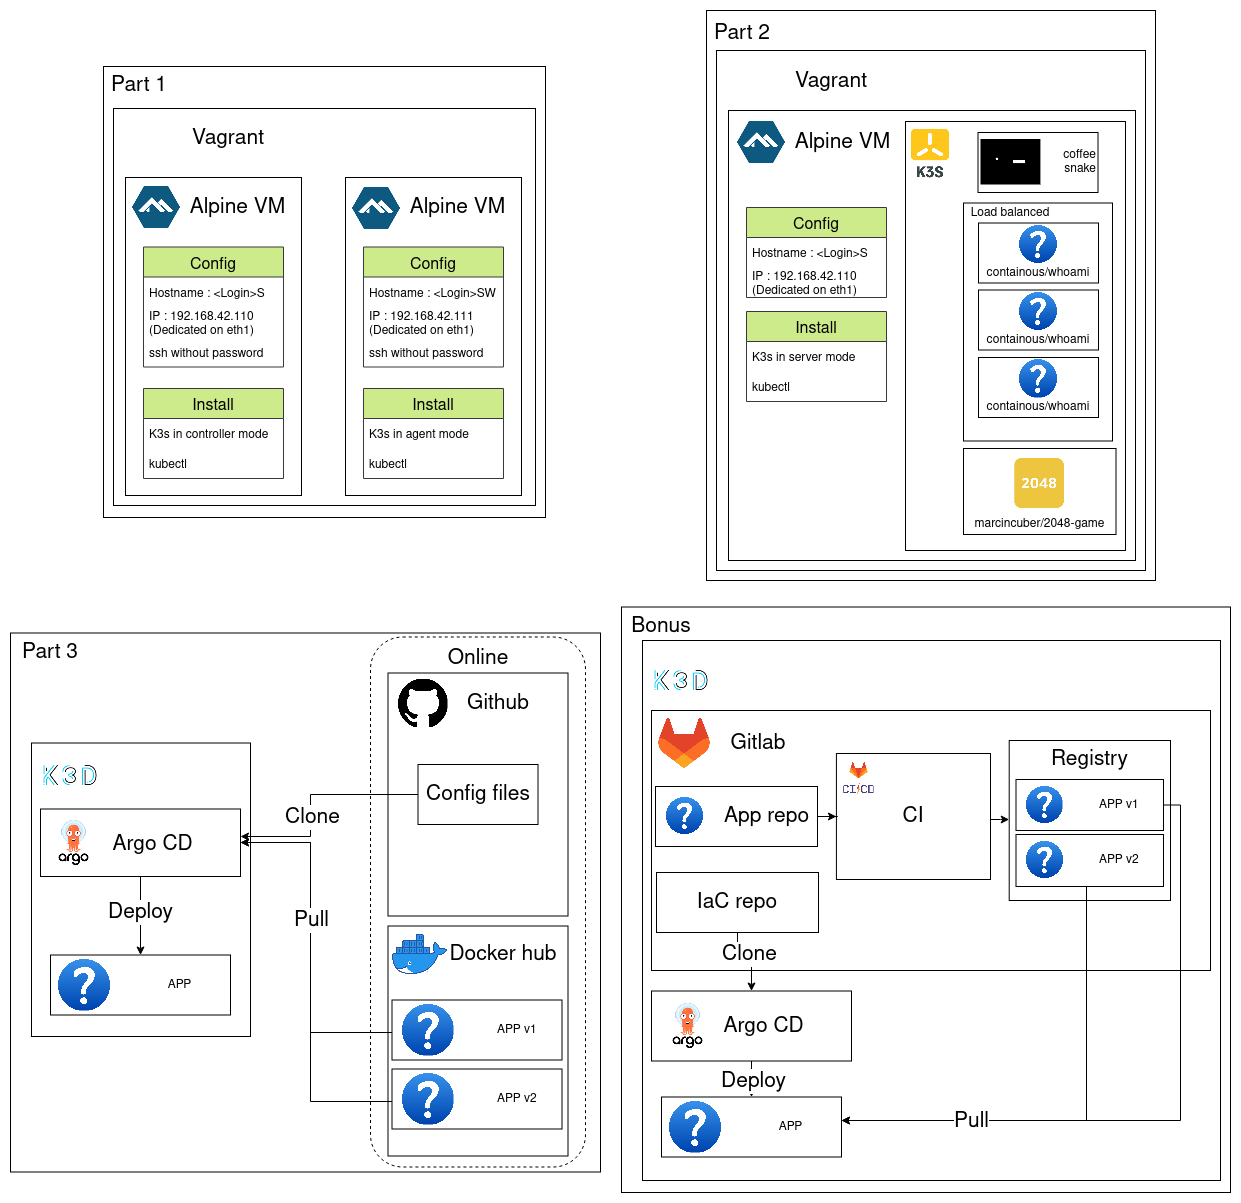 Part 1
Vagrant
Alpine VM
Config
Hostname : <Login>S
IP : 192.168.42.110
(Dedicated on eth1)
ssh without password
Install
K3s in controller mode
kubectl
Alpine VM
Config
Hostname : <Login>SW
IP : 192.168.42.111
(Dedicated on eth1)
ssh without password
Install
K3s in agent mode
kubectl
Part 2
Vagrant
Alpine VM
Config
Hostname : <Login>S
IP : 192.168.42.110
(Dedicated on eth1)
Install
K3s in server mode
kubectl
K3S
coffee
snake
Load balanced
?
containous/whoami
?
containous/whoami
?
containous/whoami
2048
marcincuber/2048-game
Part 3
K3D
argo
Argo CD
Deploy
?
APP
Clone
Pull
Online
Github
Config files
Docker hub
?
APP v1
?
APP v2
Bonus
K3D
Gitlab
?
App repo
CI/CD
CI
Registry
?
APP v1
?
APP v2
IaC repo
Clone
argo
Argo CD
Deploy
?
APP
Pull